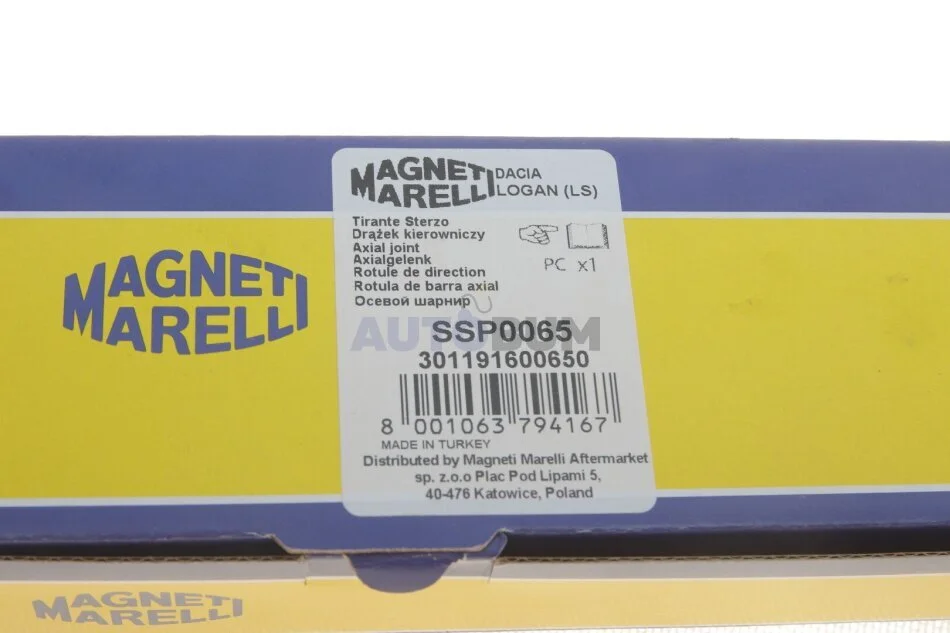 MAGNETI
MARELLI
DACIA
LOGAN (LS)
Tirante Sterzo
Drążek kierowniczy
Axial joint
Axialgelenk
Rotule de direction
Rotula de barra axial
Осевой шарнир
PC x1
AUTODUM
SSP0065
301191600650
8 001063 794167
MADE IN TURKEY
Distributed by Magneti Marelli Aftermarket
sp. z.o.o Plac Pod Lipami 5,
40-476 Katowice, Poland
MAGNETI
MARELLI
MAGNETI
MARELLI